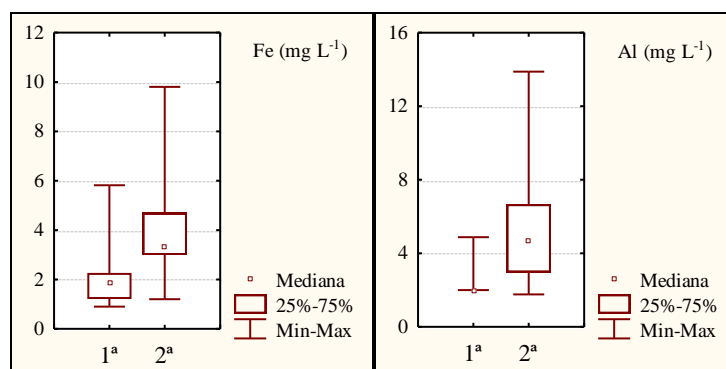 Fe (mg L⁻¹)
12
10
8
6
4
2
0
1ª 2ª
Mediana
25%-75%
Min-Max
Al (mg L⁻¹)
16
12
8
4
0
1ª 2ª
Mediana
25%-75%
Min-Max